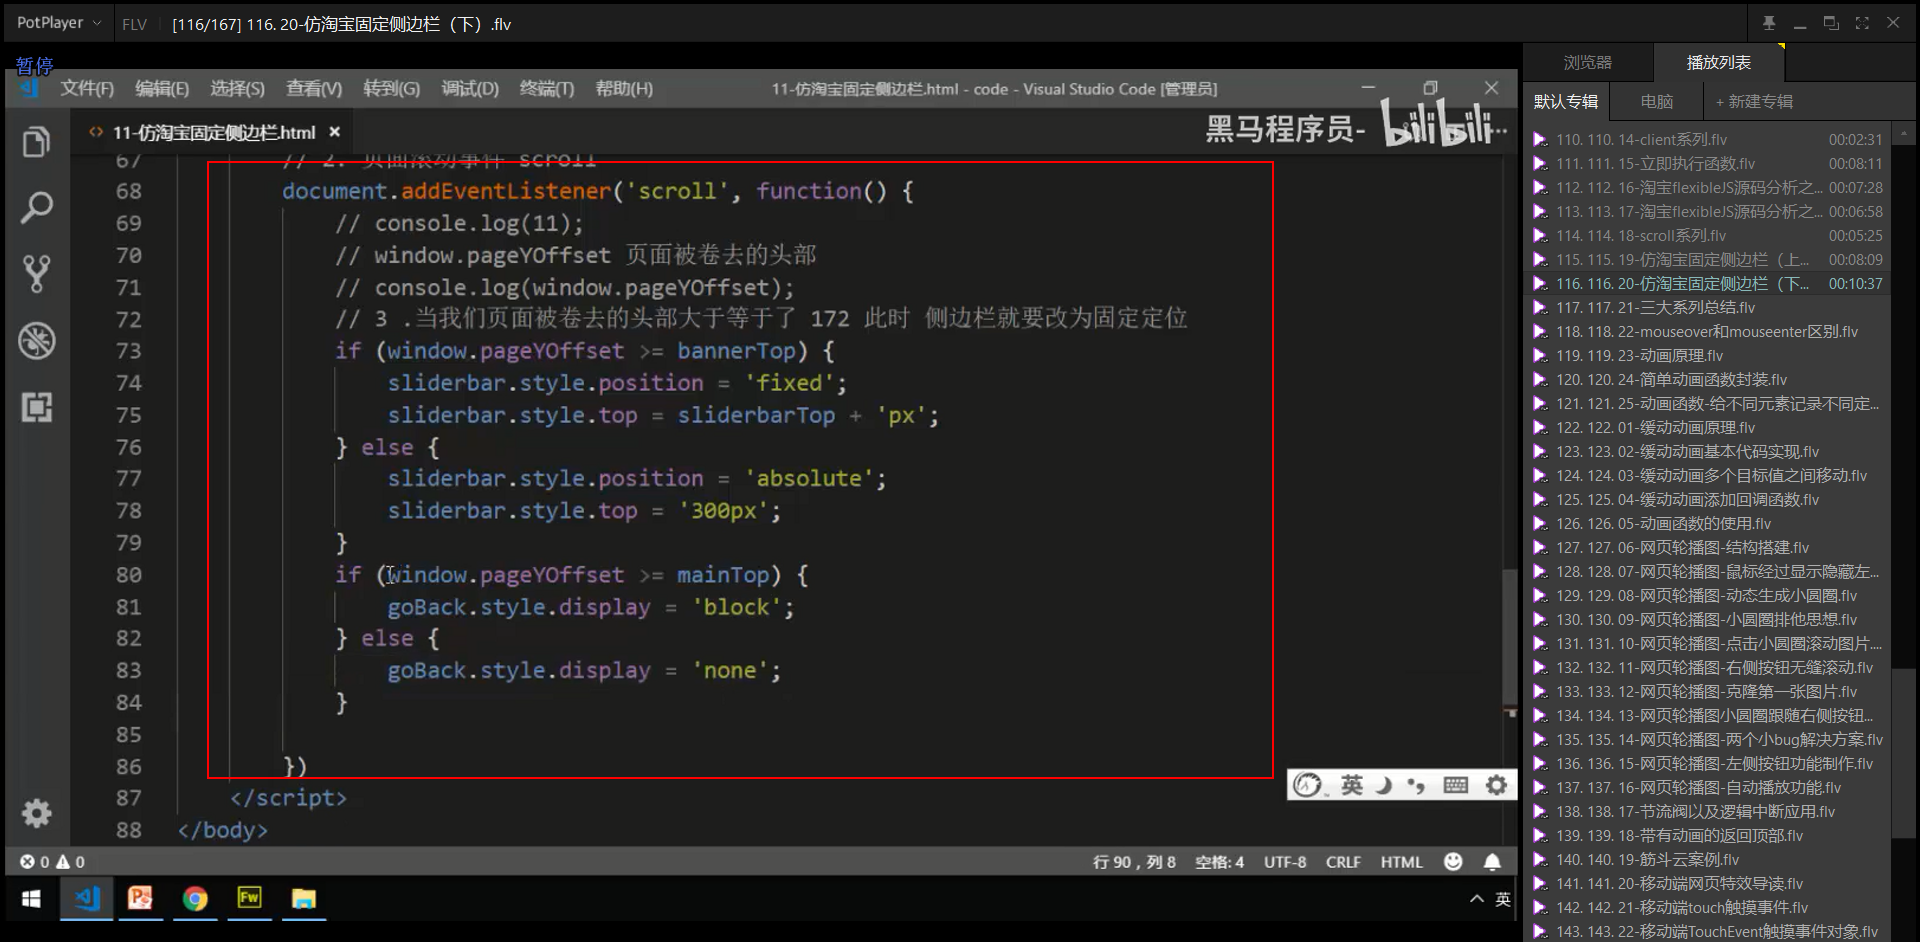 PotPlayer FLV [116/167] 116. 20-仿淘宝固定侧边栏（下）.flv
暂停
文件(F) 编辑(E) 选择(S) 查看(V) 转到(G) 调试(D) 终端(T) 帮助(H) 11-仿淘宝固定侧边栏.html - code - Visual Studio Code [管理员]
<> 11-仿淘宝固定侧边栏.html ×
黑马程序员- bilibili
67 // 2. 页面滚动事件 scroll
68 document.addEventListener('scroll', function() {
69 // console.log(11);
70 // window.pageYOffset 页面被卷去的头部
71 // console.log(window.pageYOffset);
72 // 3 .当我们页面被卷去的头部大于等于了 172 此时 侧边栏就要改为固定定位
73 if (window.pageYOffset >= bannerTop) {
74 sliderbar.style.position = 'fixed';
75 sliderbar.style.top = sliderbarTop + 'px';
76 } else {
77 sliderbar.style.position = 'absolute';
78 sliderbar.style.top = '300px';
79 }
80 if (window.pageYOffset >= mainTop) {
81 goBack.style.display = 'block';
82 } else {
83 goBack.style.display = 'none';
84 }
85
86 })
87 </script>
88 </body>
英
0 0 行 90，列 8 空格: 4 UTF-8 CRLF HTML
Fw 英
浏览器 播放列表
默认专辑 电脑 + 新建专辑
110. 110. 14-client系列.flv 00:02:31
111. 111. 15-立即执行函数.flv 00:08:11
112. 112. 16-淘宝flexibleJS源码分析之... 00:07:28
113. 113. 17-淘宝flexibleJS源码分析之... 00:06:58
114. 114. 18-scroll系列.flv 00:05:25
115. 115. 19-仿淘宝固定侧边栏（上... 00:08:09
116. 116. 20-仿淘宝固定侧边栏（下... 00:10:37
117. 117. 21-三大系列总结.flv
118. 118. 22-mouseover和mouseenter区别.flv
119. 119. 23-动画原理.flv
120. 120. 24-简单动画函数封装.flv
121. 121. 25-动画函数-给不同元素记录不同定...
122. 122. 01-缓动动画原理.flv
123. 123. 02-缓动动画基本代码实现.flv
124. 124. 03-缓动动画多个目标值之间移动.flv
125. 125. 04-缓动动画添加回调函数.flv
126. 126. 05-动画函数的使用.flv
127. 127. 06-网页轮播图-结构搭建.flv
128. 128. 07-网页轮播图-鼠标经过显示隐藏左...
129. 129. 08-网页轮播图-动态生成小圆圈.flv
130. 130. 09-网页轮播图-小圆圈排他思想.flv
131. 131. 10-网页轮播图-点击小圆圈滚动图片....
132. 132. 11-网页轮播图-右侧按钮无缝滚动.flv
133. 133. 12-网页轮播图-克隆第一张图片.flv
134. 134. 13-网页轮播图小圆圈跟随右侧按钮...
135. 135. 14-网页轮播图-两个小bug解决方案.flv
136. 136. 15-网页轮播图-左侧按钮功能制作.flv
137. 137. 16-网页轮播图-自动播放功能.flv
138. 138. 17-节流阀以及逻辑中断应用.flv
139. 139. 18-带有动画的返回顶部.flv
140. 140. 19-筋斗云案例.flv
141. 141. 20-移动端网页特效导读.flv
142. 142. 21-移动端touch触摸事件.flv
143. 143. 22-移动端TouchEvent触摸事件对象.flv